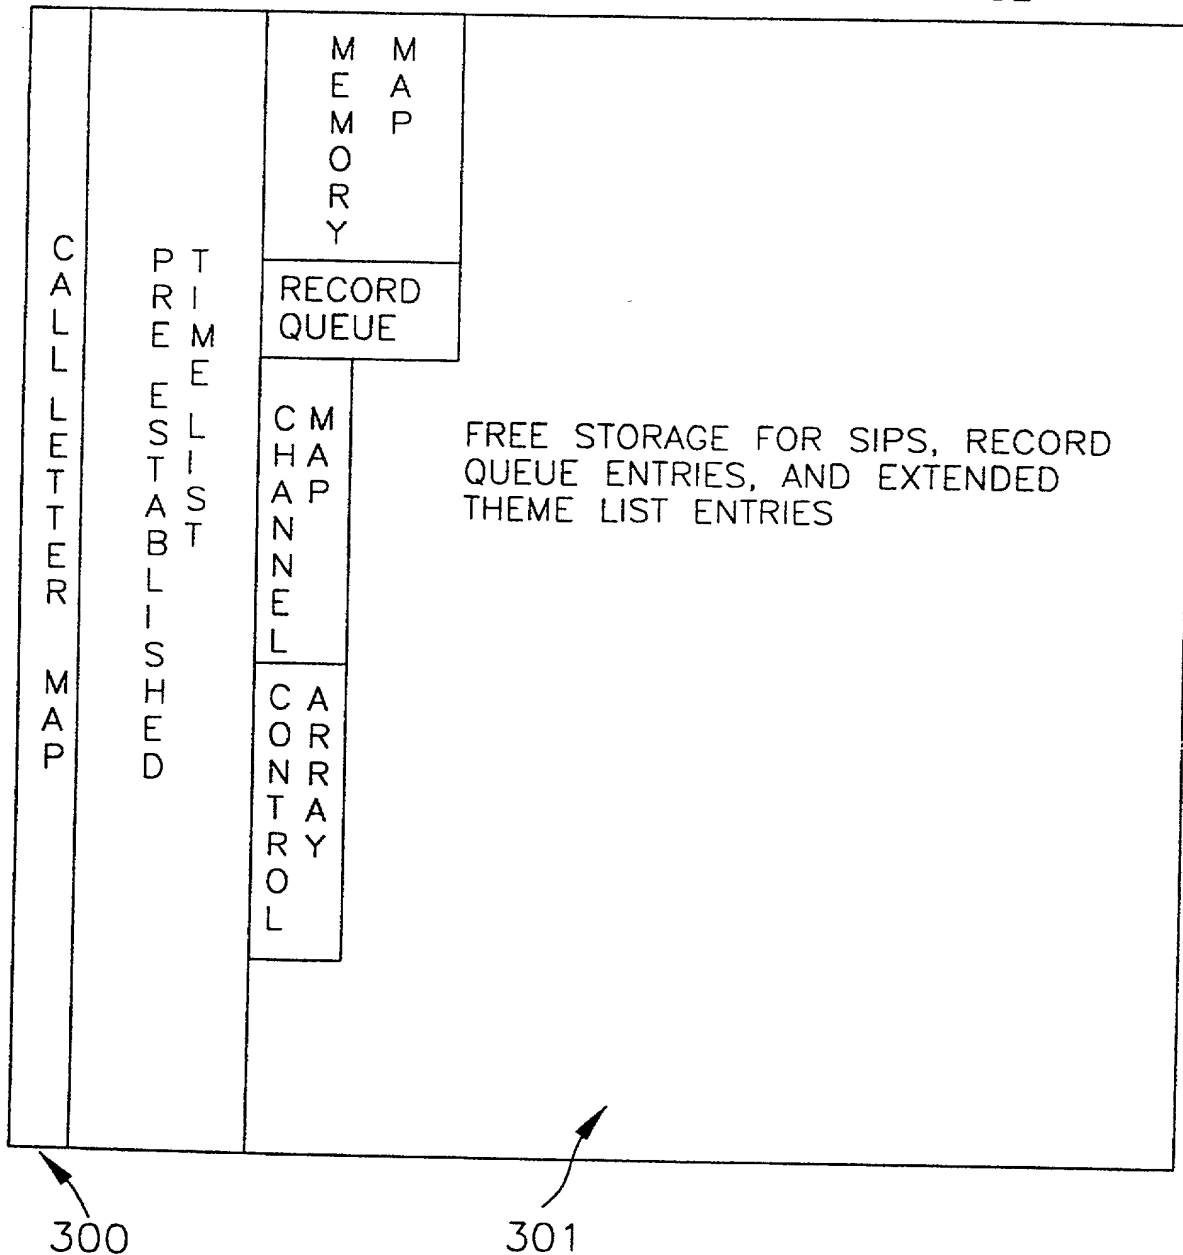 CALL LETTER MAP
PRE ESTABLISHED
TIME LIST
MEMORY
MAP
RECORD
QUEUE
CHANNEL
MAP
CONTROL
ARRAY
FREE STORAGE FOR SIPS, RECORD
QUEUE ENTRIES, AND EXTENDED
THEME LIST ENTRIES
300
301